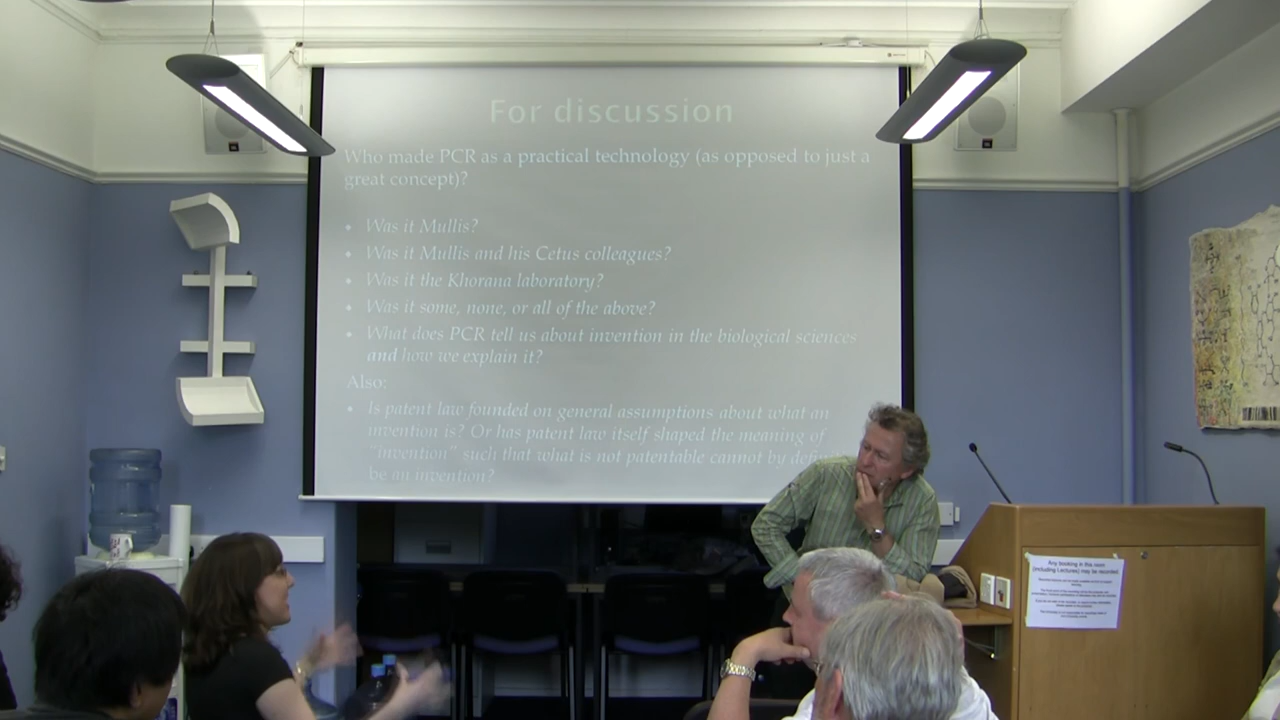 For discussion
Who made PCR as a practical technology (as opposed to just a
great concept)?
Was it Mullis?
Was it Mullis and his Cetus colleagues?
Was it the Khorana laboratory?
Was it some, none, or all of the above?
What does PCR tell us about invention in the biological sciences
and how we explain it?
Also:
Is patent law founded on general assumptions about what an
invention is? Or has patent law itself shaped the meaning of
"invention" such that what is not patentable cannot by
be an invention?
Any booking in this room
(including Lectures) may be recorded